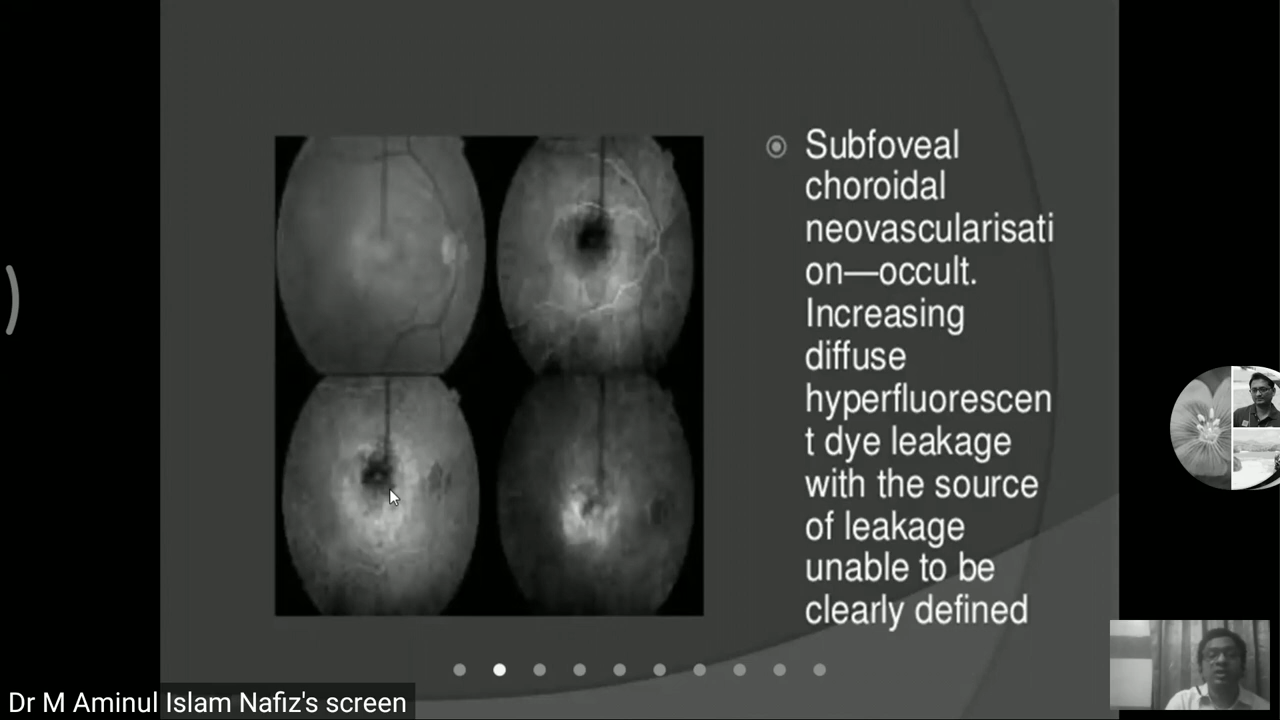 Subfoveal
choroidal
neovascularisati
on—occult.
Increasing
diffuse
hyperfluorescen
t dye leakage
with the source
of leakage
unable to be
clearly defined
Dr M Aminul Islam Nafiz's screen